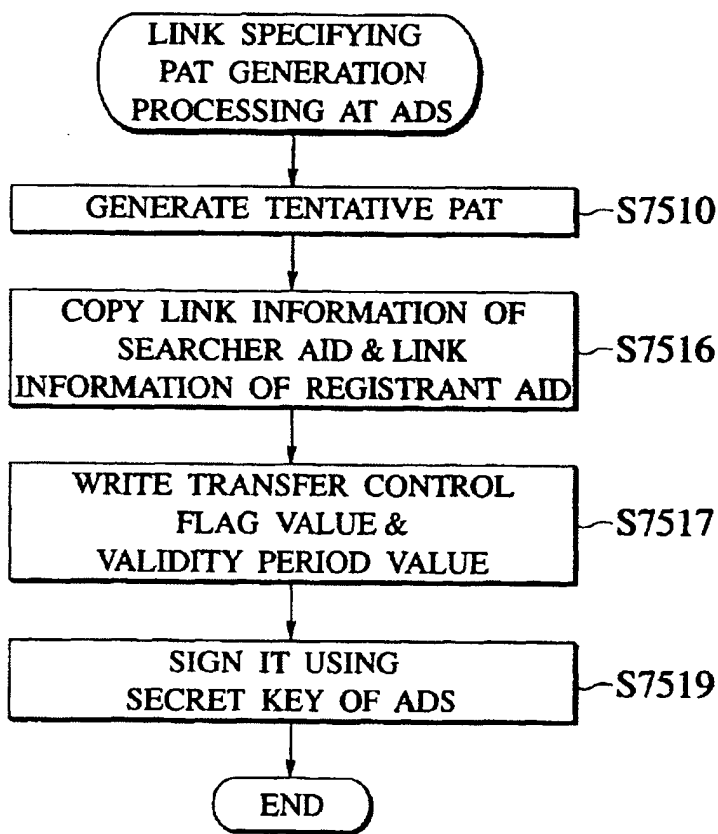 LINK SPECIFYING
PAT GENERATION
PROCESSING AT ADS
GENERATE TENTATIVE PAT
S7510
COPY LINK INFORMATION OF
SEARCHER AID & LINK
INFORMATION OF REGISTRANT AID
S7516
WRITE TRANSFER CONTROL
FLAG VALUE &
VALIDITY PERIOD VALUE
S7517
SIGN IT USING
SECRET KEY OF ADS
S7519
END